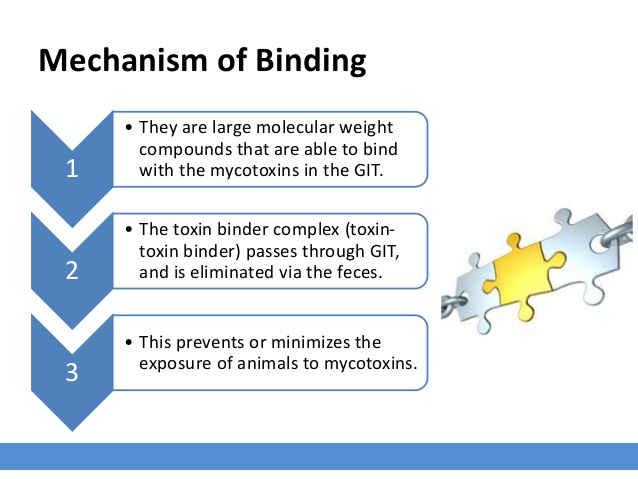 Mechanism of Binding
1
• They are large molecular weight
compounds that are able to bind
with the mycotoxins in the GIT.
2
• The toxin binder complex (toxin-
toxin binder) passes through GIT,
and is eliminated via the feces.
3
• This prevents or minimizes the
exposure of animals to mycotoxins.